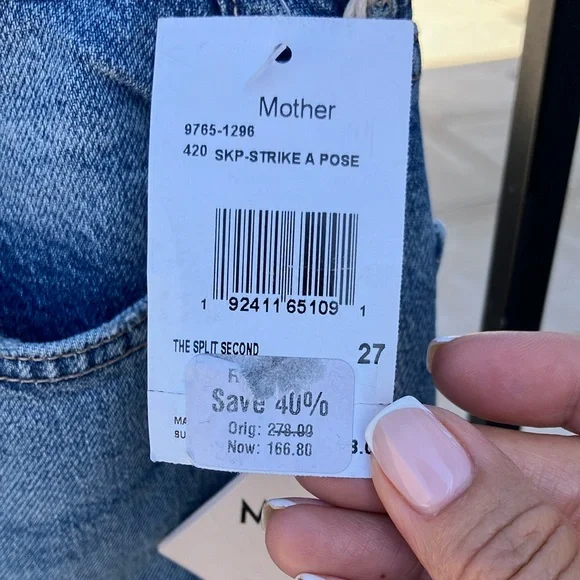 Mother
9765-1296
420 SKP-STRIKE A POSE
1 92411 65109 1
THE SPLIT SECOND 27
Save 40%
Orig: 278.00
Now: 166.80